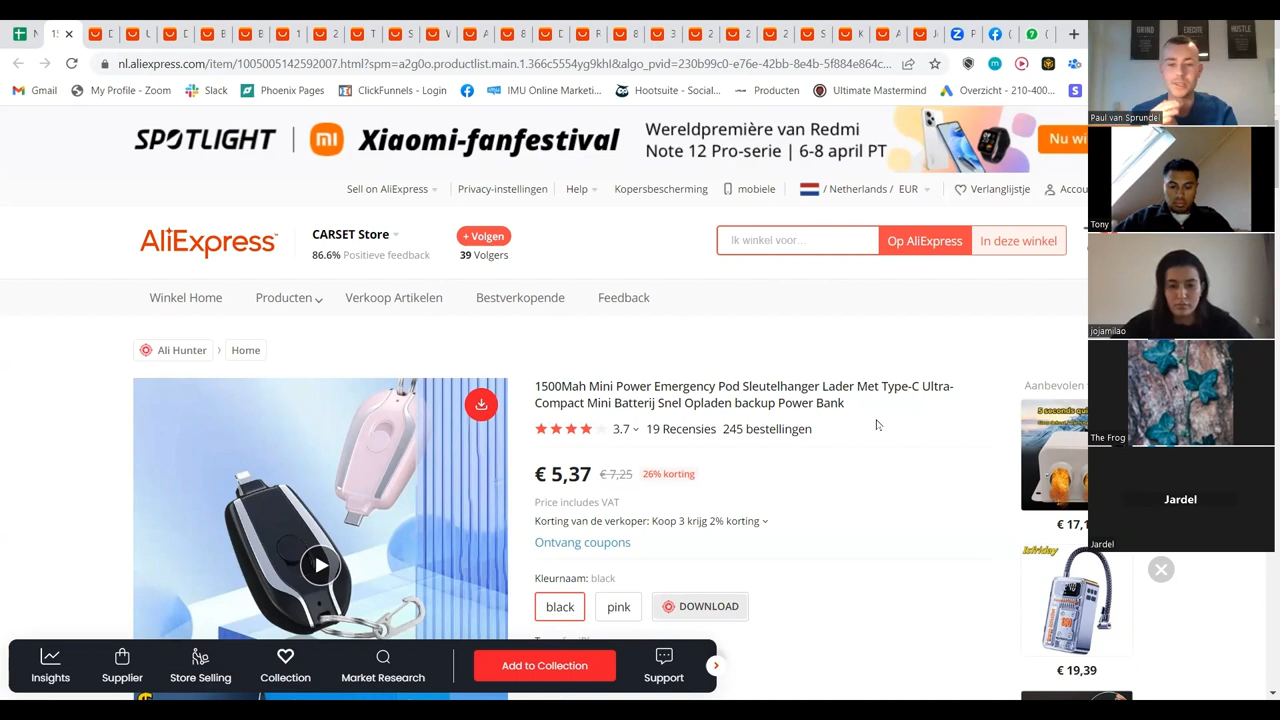 nl.aliexpress.com/item/1005005142592007.html?spm=a2g0o.productlist.main.1.366c5554yg9khl&algo_pvid=230b99c0-e76e-42bb-8e4b-5f884e864c...
Gmail
My Profile - Zoom
Slack
Phoenix Pages
ClickFunnels - Login
IMU Online Marketi...
Hootsuite - Social...
Producten
Ultimate Mastermind
Overzicht - 210-400...
SPOTLIGHT
Xiaomi-fanfestival
Wereldpremière van Redmi
Note 12 Pro-serie | 6-8 april PT
Nu wi
Sell on AliExpress
Privacy-instellingen
Help
Kopersbescherming
mobiele
/ Netherlands / EUR
Verlanglijstje
Accou
AliExpress
CARSET Store
86.6% Positieve feedback
+ Volgen
39 Volgers
Ik winkel voor...
Op AliExpress
In deze winkel
Winkel Home
Producten
Verkoop Artikelen
Bestverkopende
Feedback
Ali Hunter
Home
1500Mah Mini Power Emergency Pod Sleutelhanger Lader Met Type-C Ultra-
Compact Mini Batterij Snel Opladen backup Power Bank
3.7
19 Recensies
245 bestellingen
€ 5,37
€ 7,25
26% korting
Price includes VAT
Korting van de verkoper: Koop 3 krijg 2% korting
Ontvang coupons
Kleurnaam: black
black
pink
DOWNLOAD
Aanbevolen
5 seconds qui
€ 17,1
Isfriday
€ 19,39
Insights
Supplier
Store Selling
Collection
Market Research
Add to Collection
Support
GRIND
EXECUTE
HUSTLE
Paul van Sprundel
Tony
jojamilao
The Frog
Jardel
Jardel